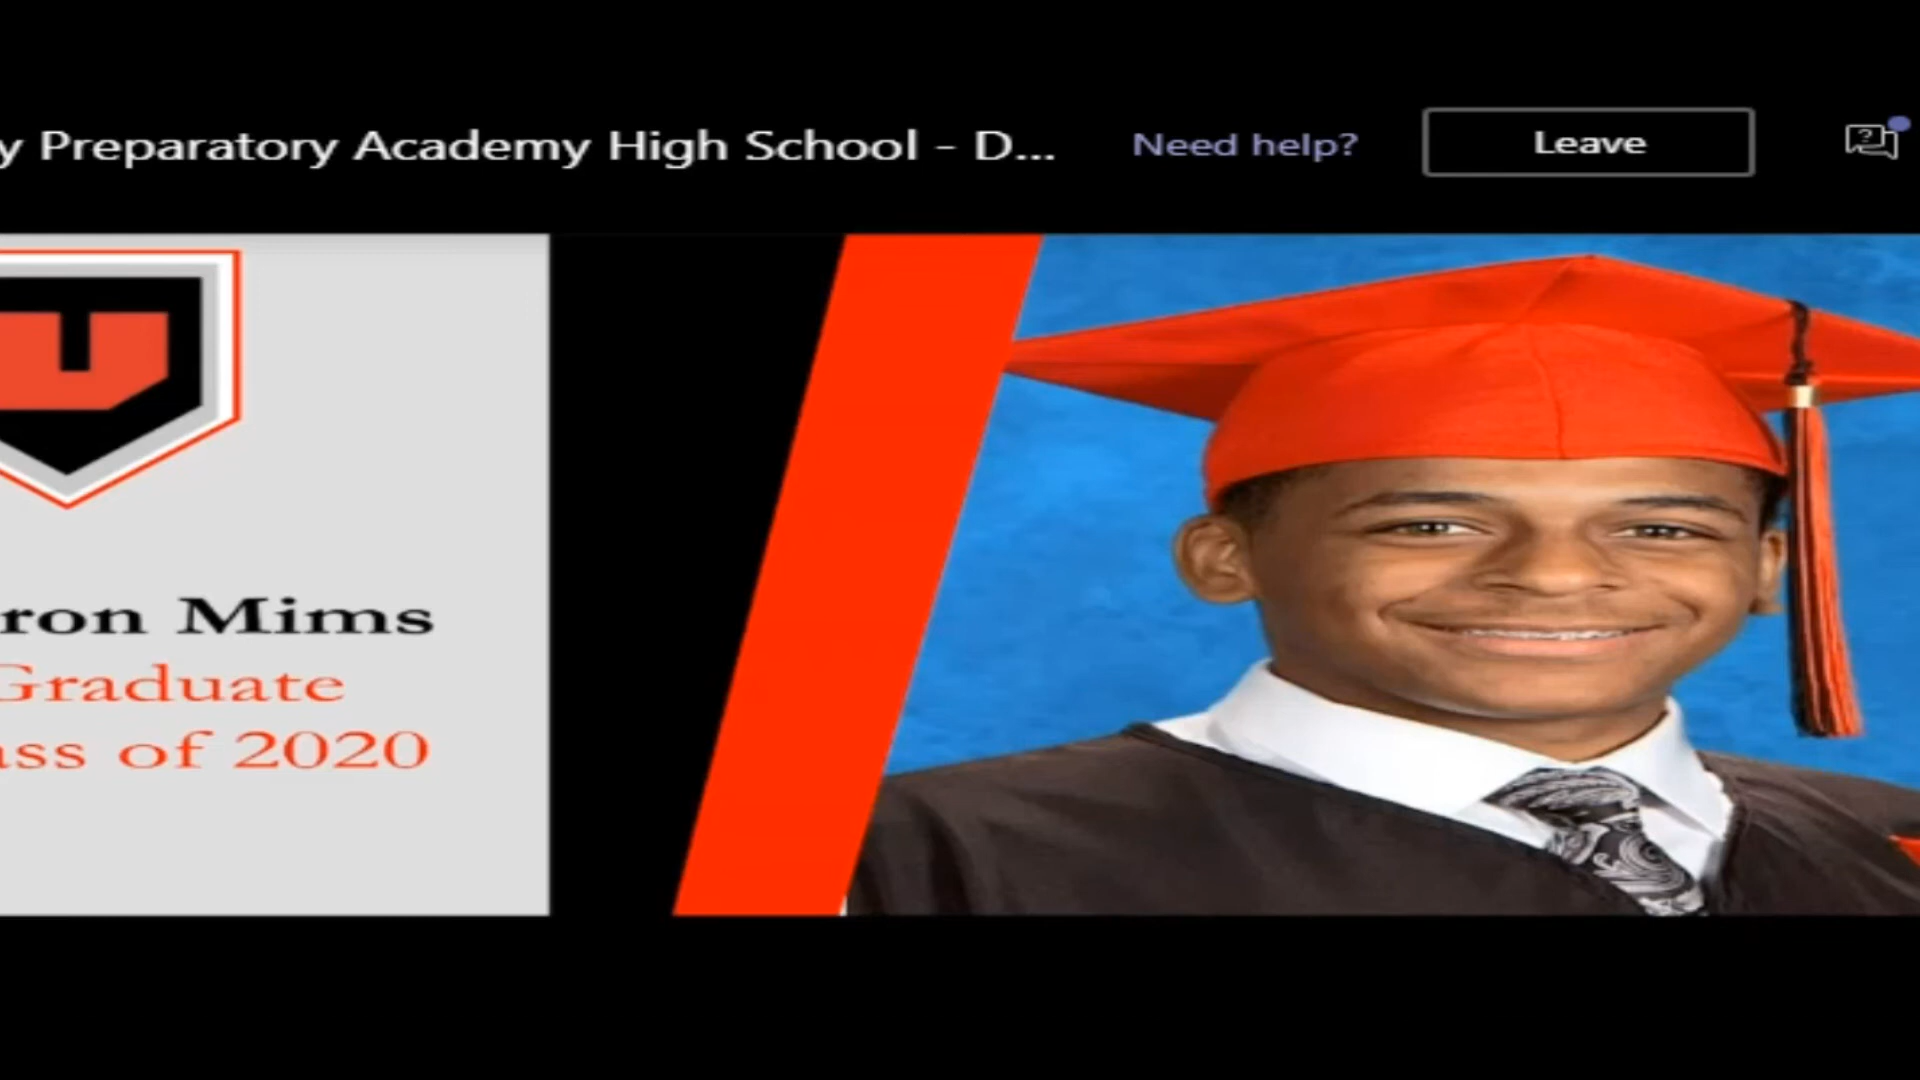 y Preparatory Academy High School - D...
Need help?
Leave
ron Mims
Graduate
ass of 2020